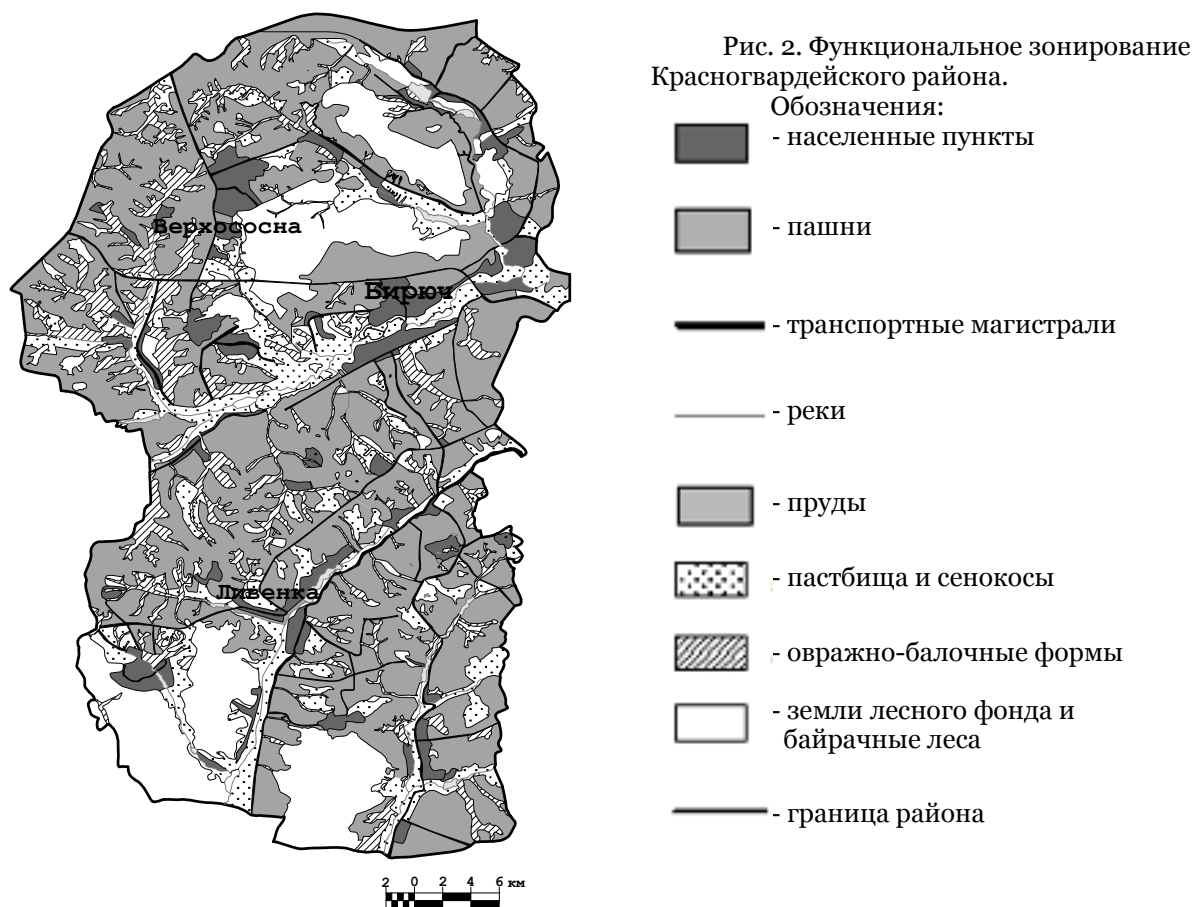 Рис. 2. Функциональное зонирование
Красногвардейского района.
Обозначения:
- населенные пункты
- пашни
- транспортные магистрали
- реки
- пруды
- пастбища и сенокосы
- овражно-балочные формы
- земли лесного фонда и
байрачные леса
- граница района
Верхососна
Бирюч
Ливенка
2 0 2 4 6 км